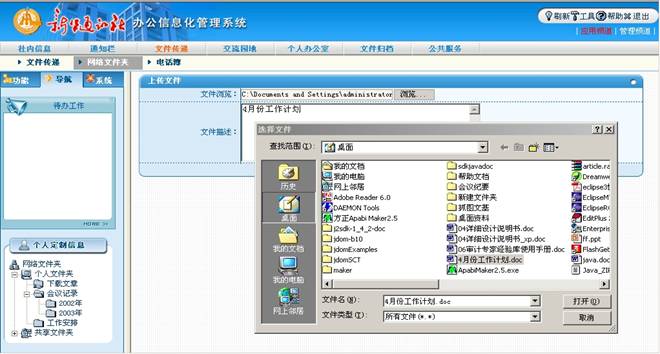 新华通讯社 办公信息化管理系统
刷新 工具 帮助 退出
应用频道 | 管理频道
社内信息 通知栏 文件传递 交流园地 个人办公室 文件归档 公共服务
文件传递 网络文件夹 电话簿
功能 导航 系统
待办工作
MORE >>
个人定制信息
网络文件夹
个人文件夹
下载文章
会议记录
2002年
2003年
工作安排
共享文件夹
上传文件
文件浏览: C:\Documents and Settings\administrator 浏览...
文件描述: 4月份工作计划
选择文件
查找范围(I): 桌面
历史
桌面
我的文档
我的电脑
网上邻居
我的文档
我的电脑
网上邻居
Adobe Reader 6.0
DAEMON Tools
方正Apabi Maker2.5
j2sdk-1_4_2-doc
jdom-b10
jdomExamples
jdomSCT
maker
sdkjavadoc
帮助文档
会议纪要
新建文件夹
抓图文基
桌面资料
04详细设计说明书.doc
04详细设计说明书_xp.doc
06审计专家经验库使用手册.doc
4月份工作计划.doc
ApabiMaker2.5.exe
article.ra
Dreamwe
eclipse3
EclipseM
EclipseRC
EditPlus
Enterpris
ff.ppt
FlashGet
java.doc
Java_ZIP
文件名(N): 4月份工作计划.doc 打开(O)
文件类型(T): 所有文件(*.*) 取消